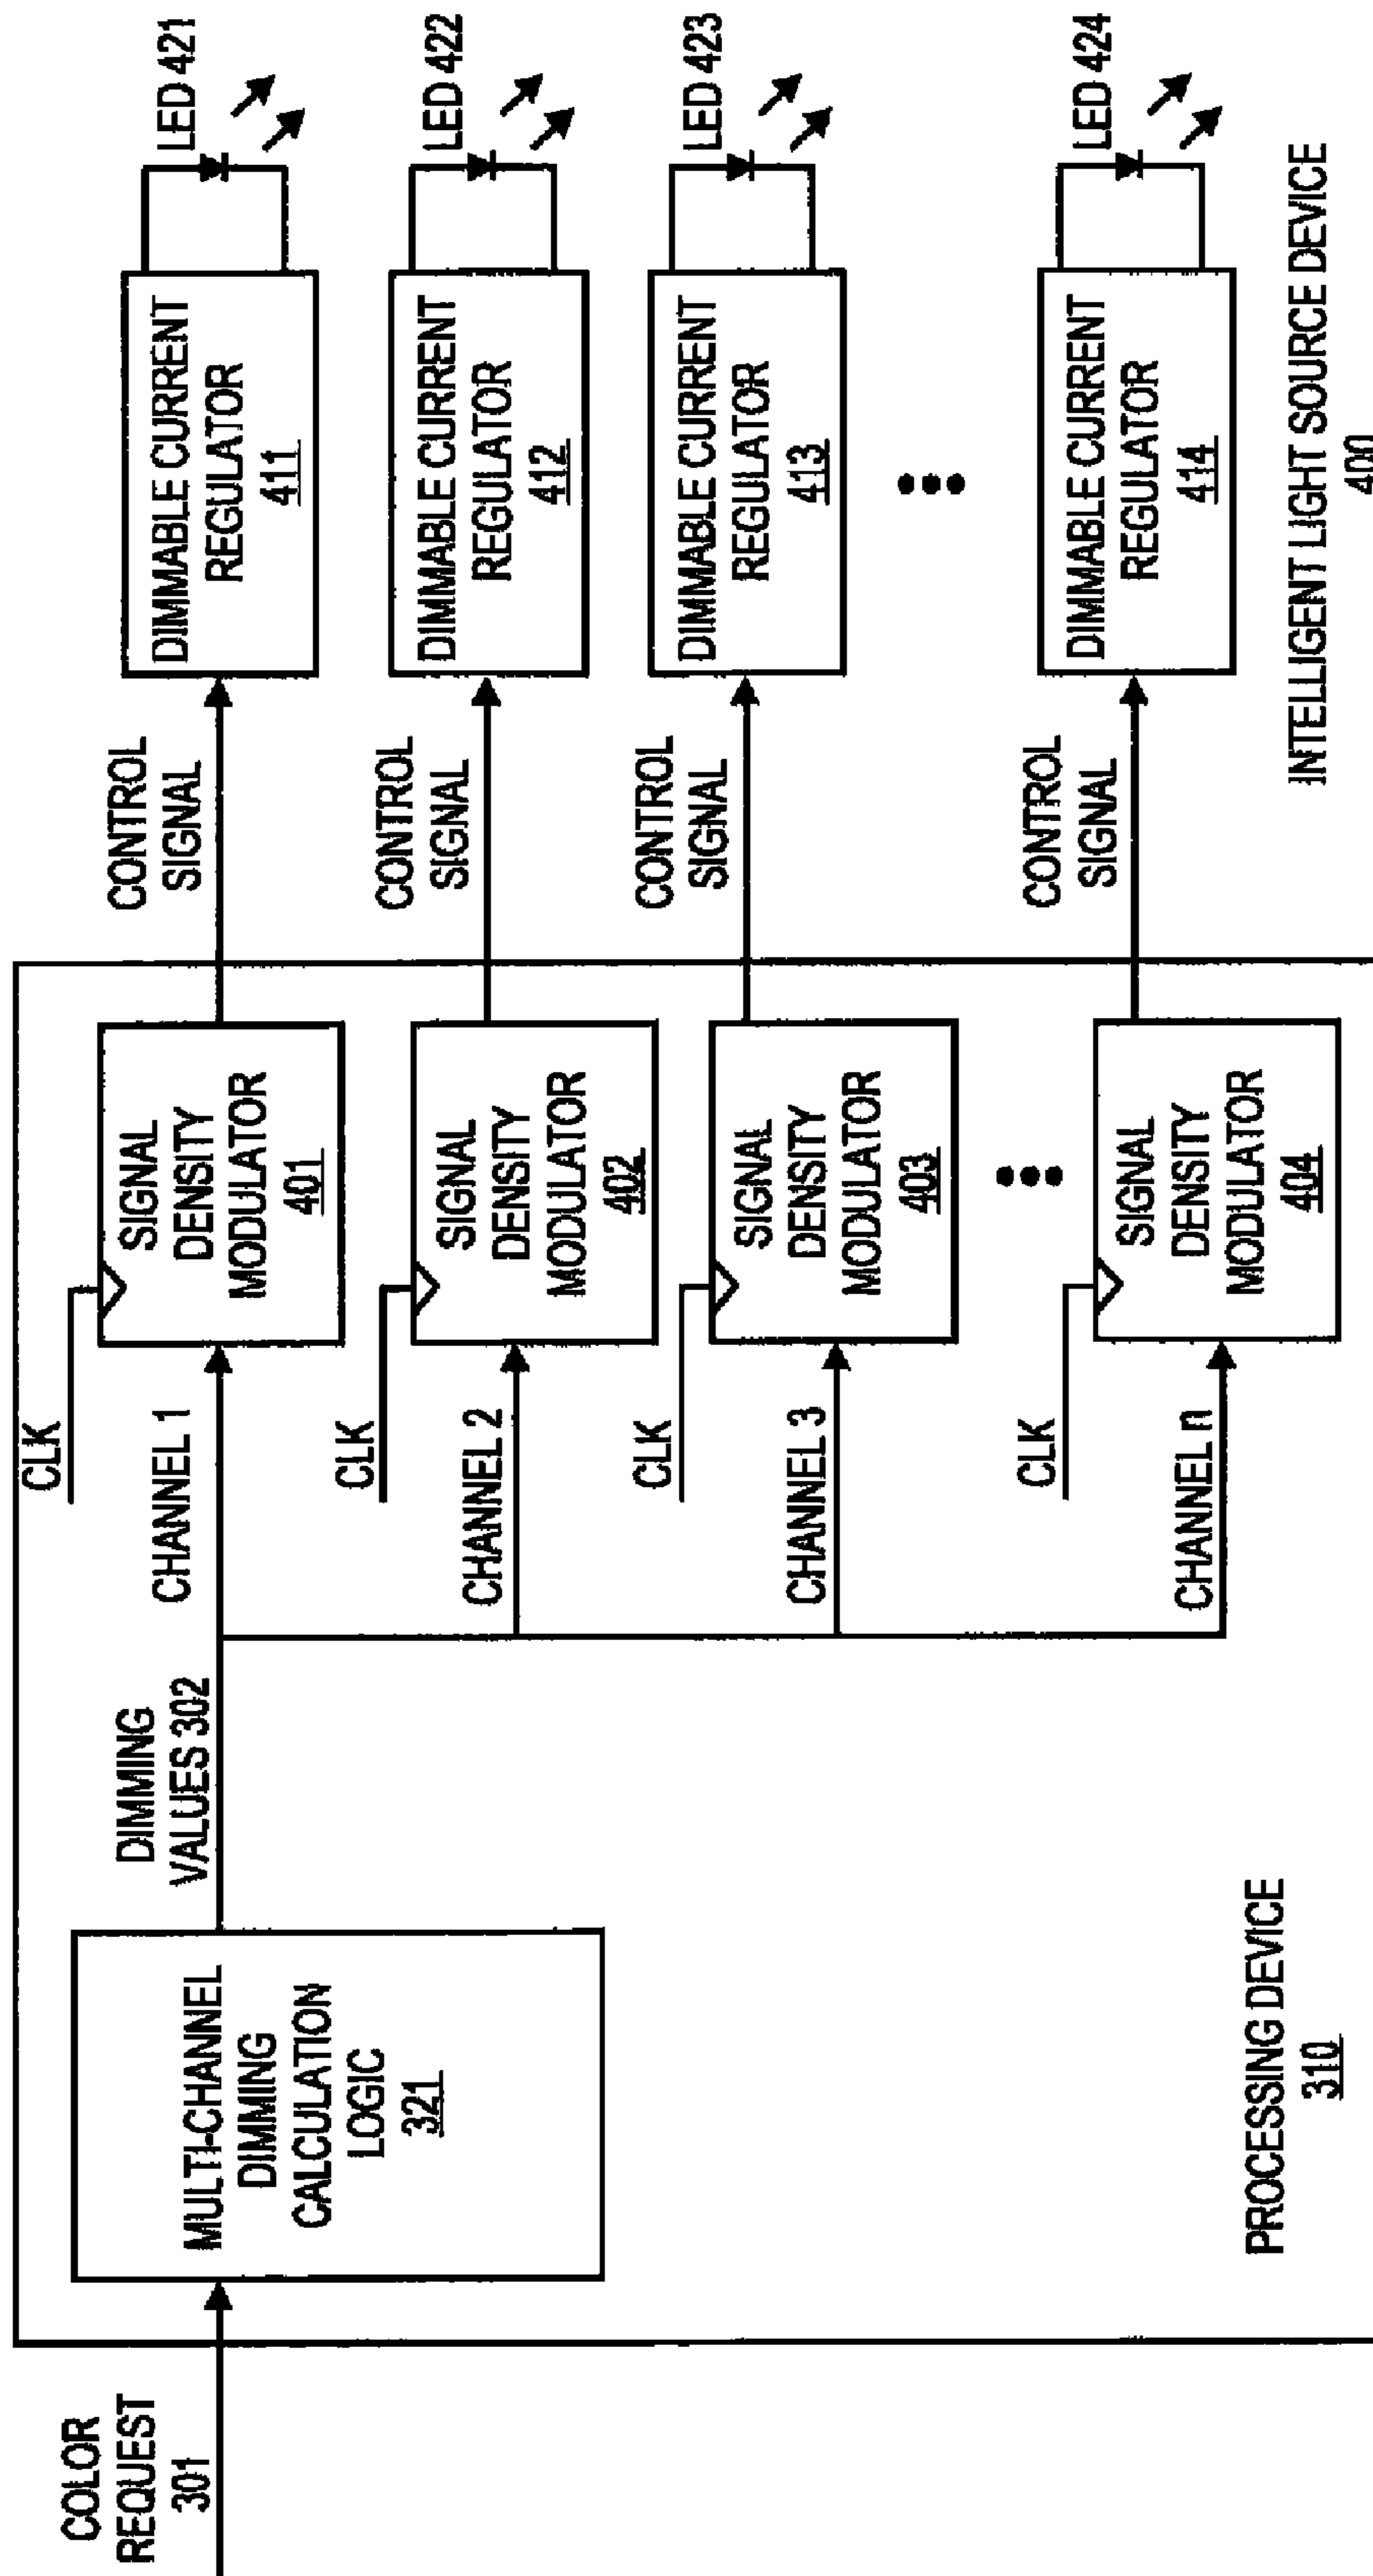 COLOR
REQUEST
301
MULTI-CHANNEL
DIMMING
CALCULATION
LOGIC
321
DIMMING
VALUES 302
PROCESSING DEVICE
310
CLK
CHANNEL 1
SIGNAL
DENSITY
MODULATOR
401
CLK
CHANNEL 2
SIGNAL
DENSITY
MODULATOR
402
CLK
CHANNEL 3
SIGNAL
DENSITY
MODULATOR
403
CLK
CHANNEL n
SIGNAL
DENSITY
MODULATOR
404
CONTROL
SIGNAL
CONTROL
SIGNAL
CONTROL
SIGNAL
CONTROL
SIGNAL
DIMMABLE CURRENT
REGULATOR
411
LED 421
DIMMABLE CURRENT
REGULATOR
412
LED 422
DIMMABLE CURRENT
REGULATOR
413
LED 423
DIMMABLE CURRENT
REGULATOR
414
LED 424
INTELLIGENT LIGHT SOURCE DEVICE
400